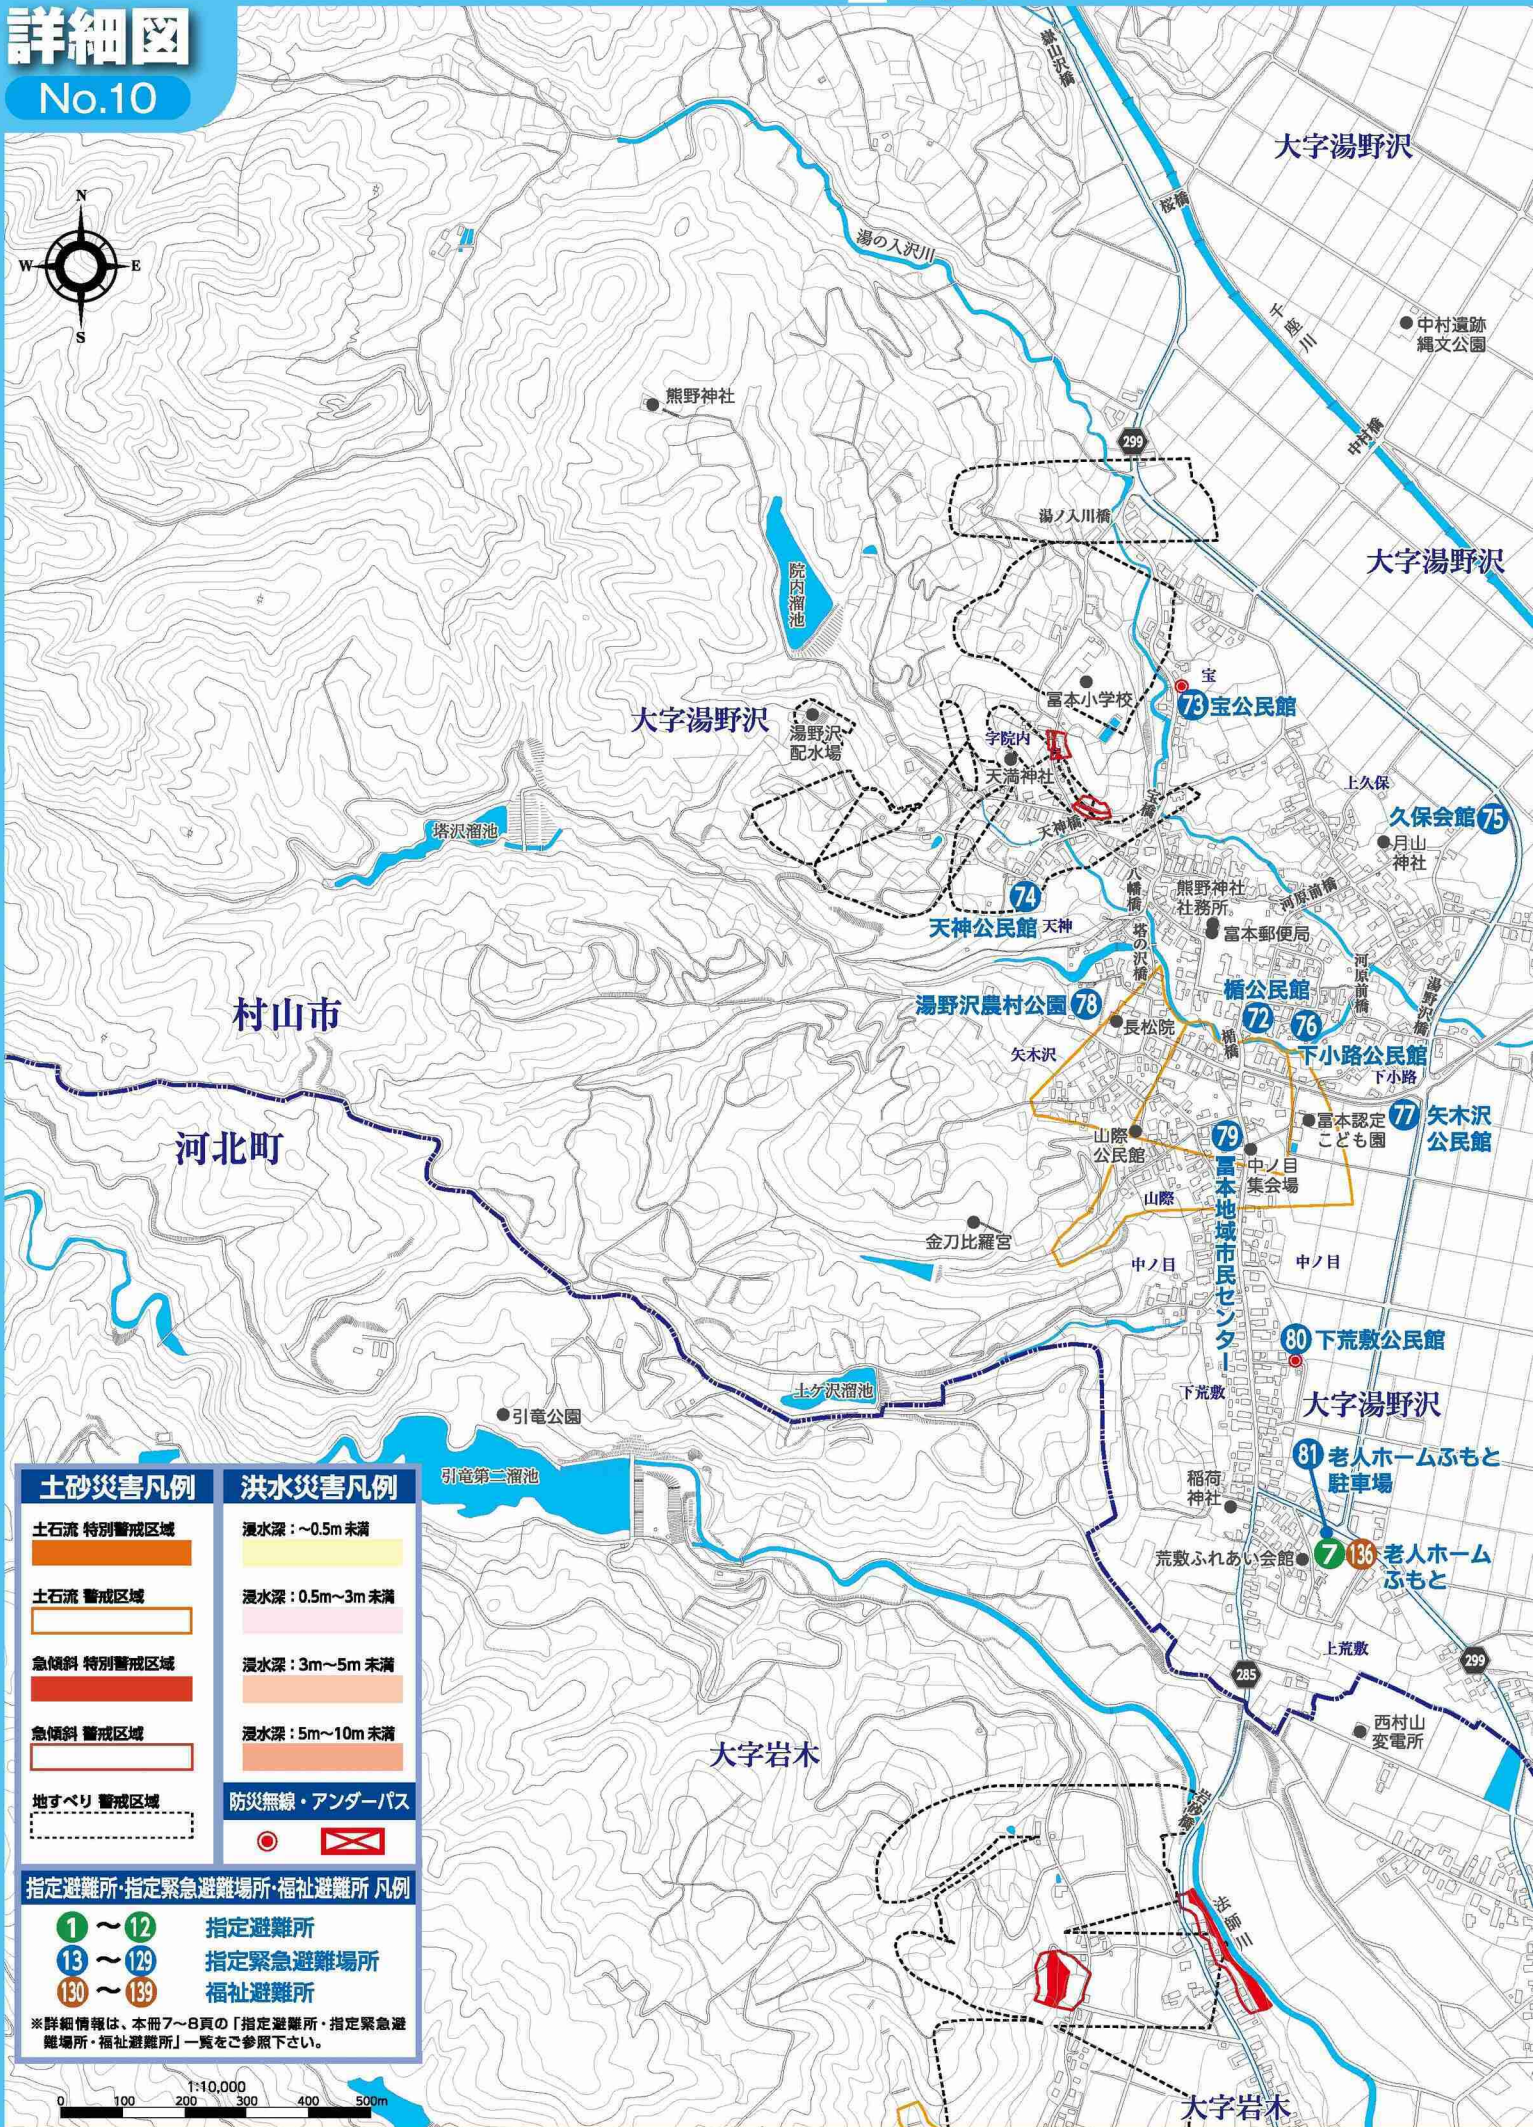 詳細図
No.10
N
W
E
S
嶽山沢橋
大字湯野沢
桜橋
湯の入沢川
千座川
中村遺跡
縄文公園
熊野神社
299
中村橋
湯ノ入川橋
大字湯野沢
院内溜池
冨本小学校
宝
73 宝公民館
大字湯野沢
湯野沢
配水場
字院内
天満神社
上久保
宝橋
久保会館 75
塔沢溜池
天神橋
月山
神社
八幡橋
熊野神社
社務所
河原前橋
74
天神公民館
天神
塔の沢橋
富本郵便局
河原前橋
湯野沢橋
村山市
湯野沢農村公園 78
楯公民館
72
76
長松院
楯橋
下小路公民館
矢木沢
下小路
河北町
77 矢木沢
公民館
冨本認定
こども園
山際
公民館
79
冨本地域市民センター
中ノ目
集会場
山際
金刀比羅宮
中ノ目
中ノ目
80 下荒敷公民館
土ケ沢溜池
下荒敷
大字湯野沢
引竜公園
引竜第二溜池
81 老人ホームふもと
駐車場
稲荷
神社
荒敷ふれあい会館
7 136 老人ホーム
ふもと
上荒敷
285
299
西村山
変電所
大字岩木
岩砂橋
法師川
大字岩木
土砂災害凡例
土石流 特別警戒区域
土石流 警戒区域
急傾斜 特別警戒区域
急傾斜 警戒区域
地すべり 警戒区域
洪水災害凡例
浸水深：〜0.5m 未満
浸水深：0.5m〜3m 未満
浸水深：3m〜5m 未満
浸水深：5m〜10m 未満
防災無線・アンダーパス
指定避難所・指定緊急避難場所・福祉避難所 凡例
1 〜 12 指定避難所
13 〜 129 指定緊急避難場所
130 〜 139 福祉避難所
※詳細情報は、本冊7〜8頁の「指定避難所・指定緊急避
難場所・福祉避難所」一覧をご参照下さい。
1:10,000
0 100 200 300 400 500m